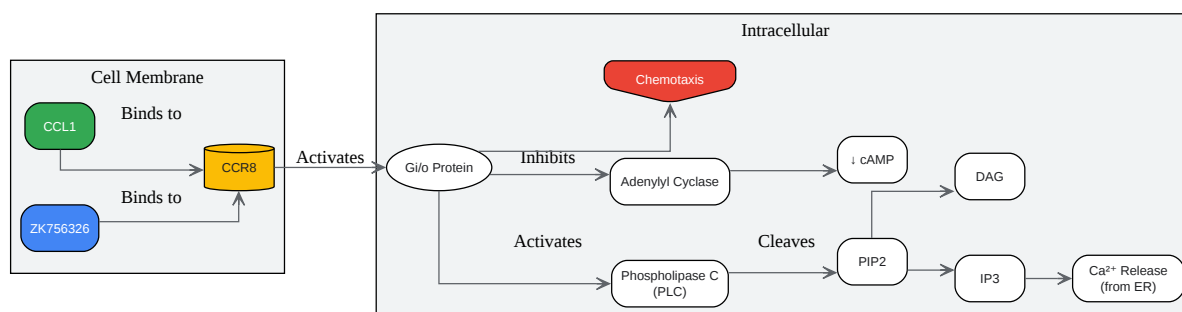 Intracellular
Cell Membrane
Chemotaxis
Binds to
CCL1
Activates
Inhibits
↓ cAMP
CCR8
Gi/o Protein
Adenylyl Cyclase
DAG
Binds to
ZK756326
Activates
Cleaves
PIP2
Phospholipase C
(PLC)
IP3
Ca²⁺ Release
(from ER)